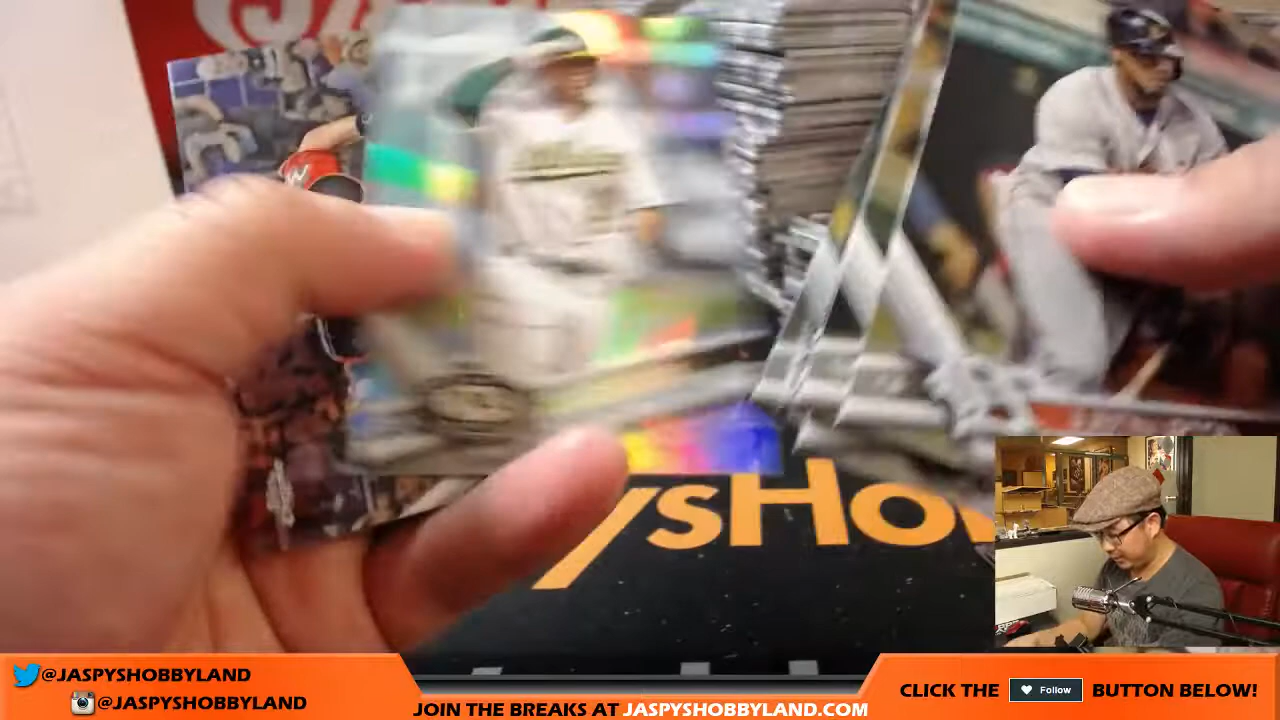 ysHo
@JASPYSHOBBYLAND
@JASPYSHOBBYLAND
JOIN THE BREAKS AT JASPYSHOBBYLAND.COM
CLICK THE Follow BUTTON BELOW!